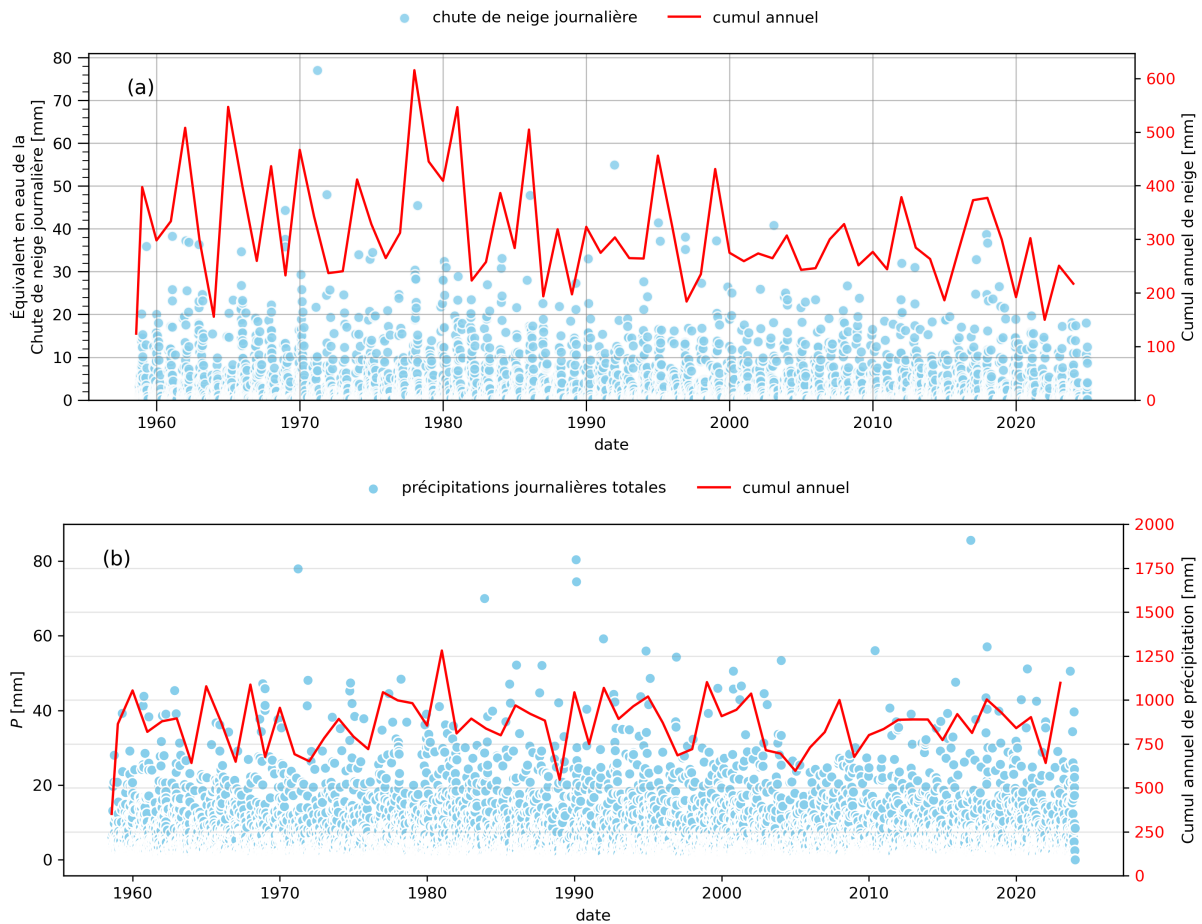 chute de neige journalière cumul annuel
(a)
Équivalent en eau de la
Chute de neige journalière [mm]
80
70
60
50
40
30
20
10
0
600
500
400
300
200
100
0
Cumul annuel de neige [mm]
1960 1970 1980 1990 2000 2010 2020
date
précipitations journalières totales cumul annuel
(b)
P [mm]
80
60
40
20
0
2000
1750
1500
1250
1000
750
500
250
0
Cumul annuel de précipitation [mm]
1960 1970 1980 1990 2000 2010 2020
date